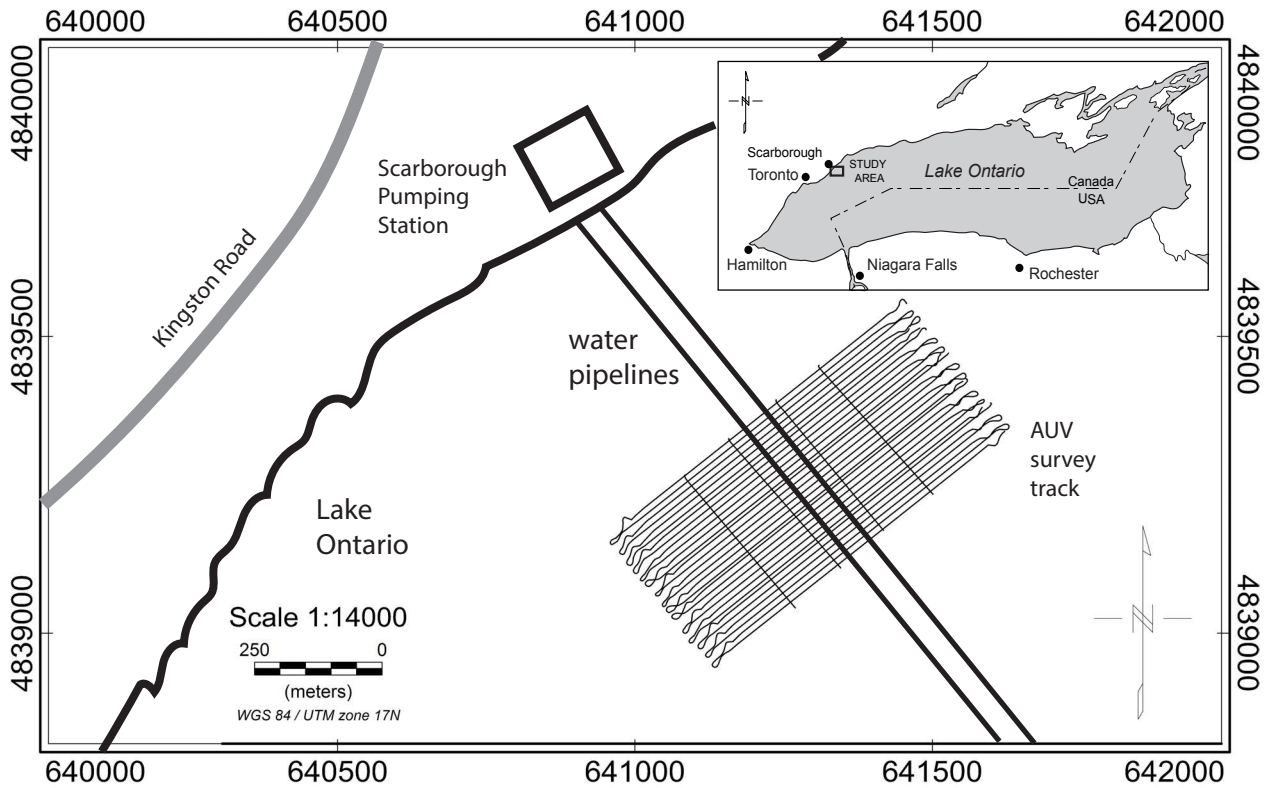 640000
640500
641000
641500
642000
4840000
4839500
4839000
4840000
4839500
4839000
N
Scarborough
Toronto
STUDY
AREA
Lake Ontario
Canada
USA
Hamilton
Niagara Falls
Rochester
Scarborough
Pumping
Station
Kingston Road
water
pipelines
AUV
survey
track
Lake
Ontario
N
Scale 1:14000
250
0
(meters)
WGS 84 / UTM zone 17N
640000
640500
641000
641500
642000